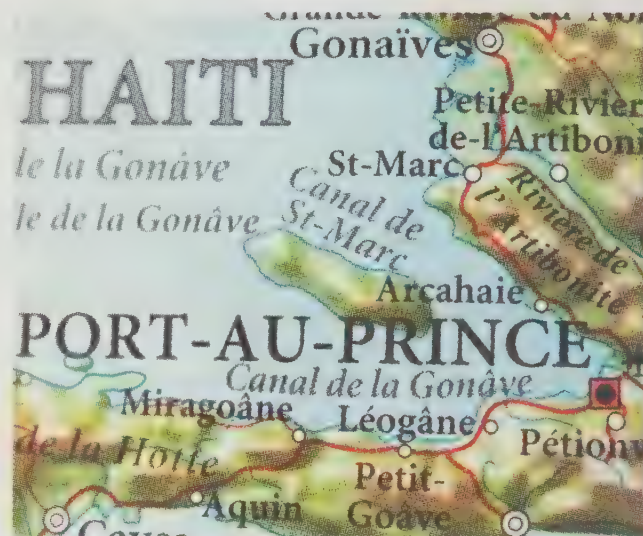 Gonaïves
HAITI
Petite-Rivier
de-l'Artiboni
le la Gonâve
St-Marc
Canal de
St-Marc
Rivière de
l'Artibonite
le de la Gonâve
Arcahaie
PORT-AU-PRINCE
Canal de la Gonâve
Miragoâne
Léogâne
Pétionv
de la Hotte
Petit-
Goâve
Aquin